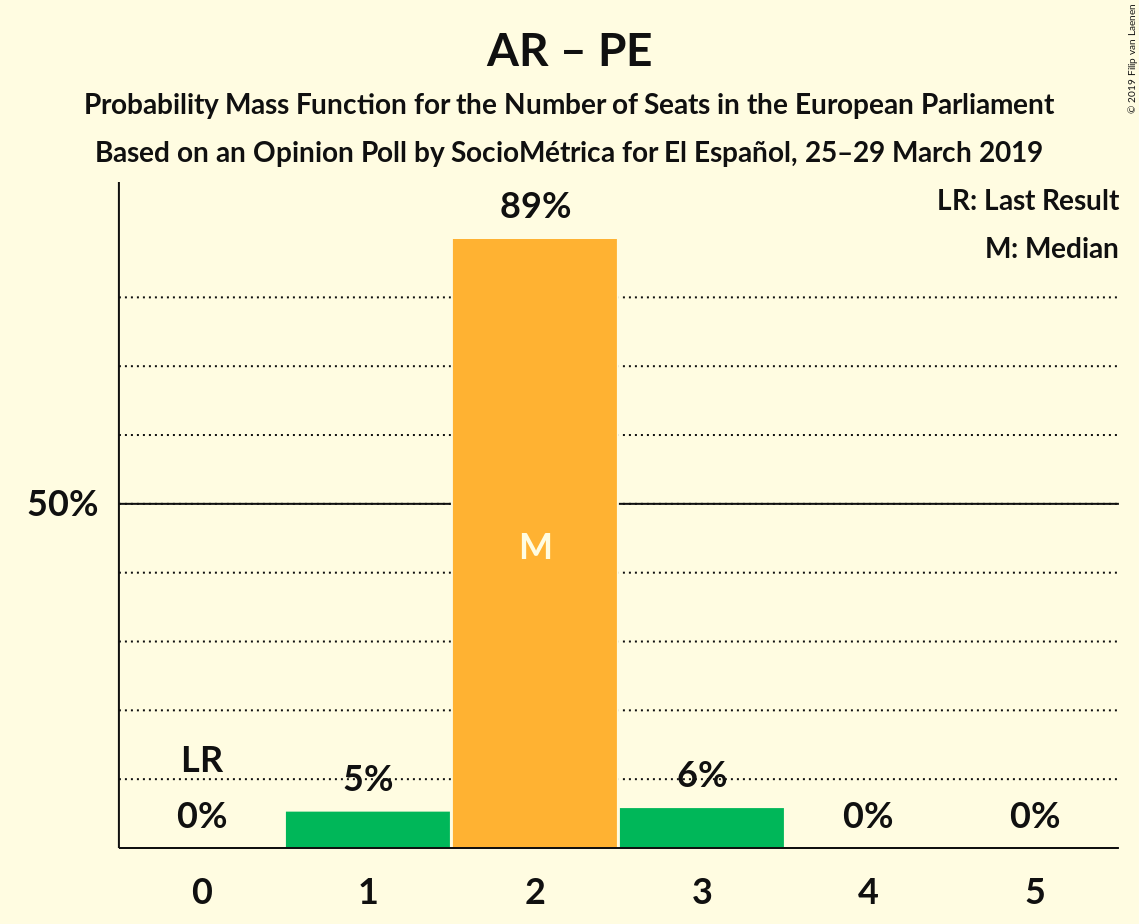 AR – PE
Probability Mass Function for the Number of Seats in the European Parliament
Based on an Opinion Poll by SocioMétrica for El Español, 25–29 March 2019
© 2019 Filip van Laenen
LR: Last Result
M: Median
89%
50%
M
LR
0%
5%
6%
0%
0%
0
1
2
3
4
5